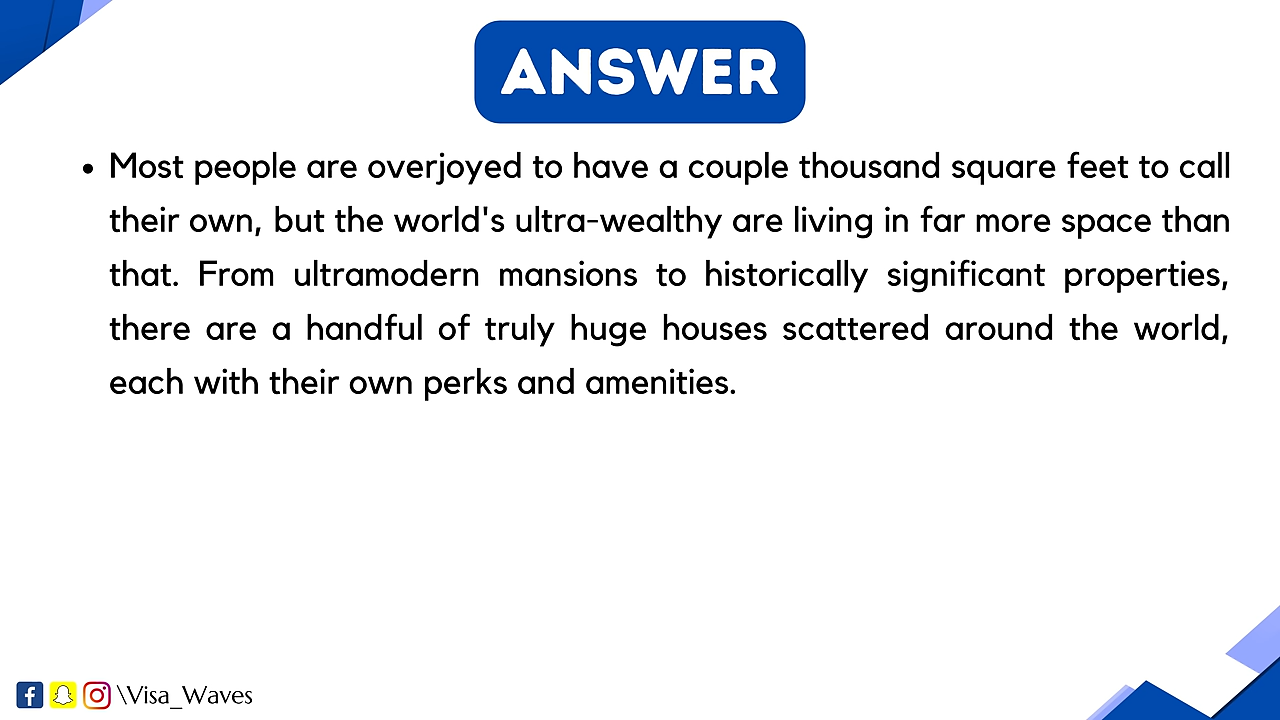 ANSWER
• Most people are overjoyed to have a couple thousand square feet to call
their own, but the world's ultra-wealthy are living in far more space than
that. From ultramodern mansions to historically significant properties,
there are a handful of truly huge houses scattered around the world,
each with their own perks and amenities.
\Visa_Waves